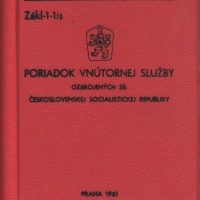 Zákl-1-1/s
PORIADOK VNÚTORNEJ SLUŽBY
OZBROJENÝCH SÍL
ČESKOSLOVENSKEJ SOCIALISTICKEJ REPUBLIKY
PRAHA 1981